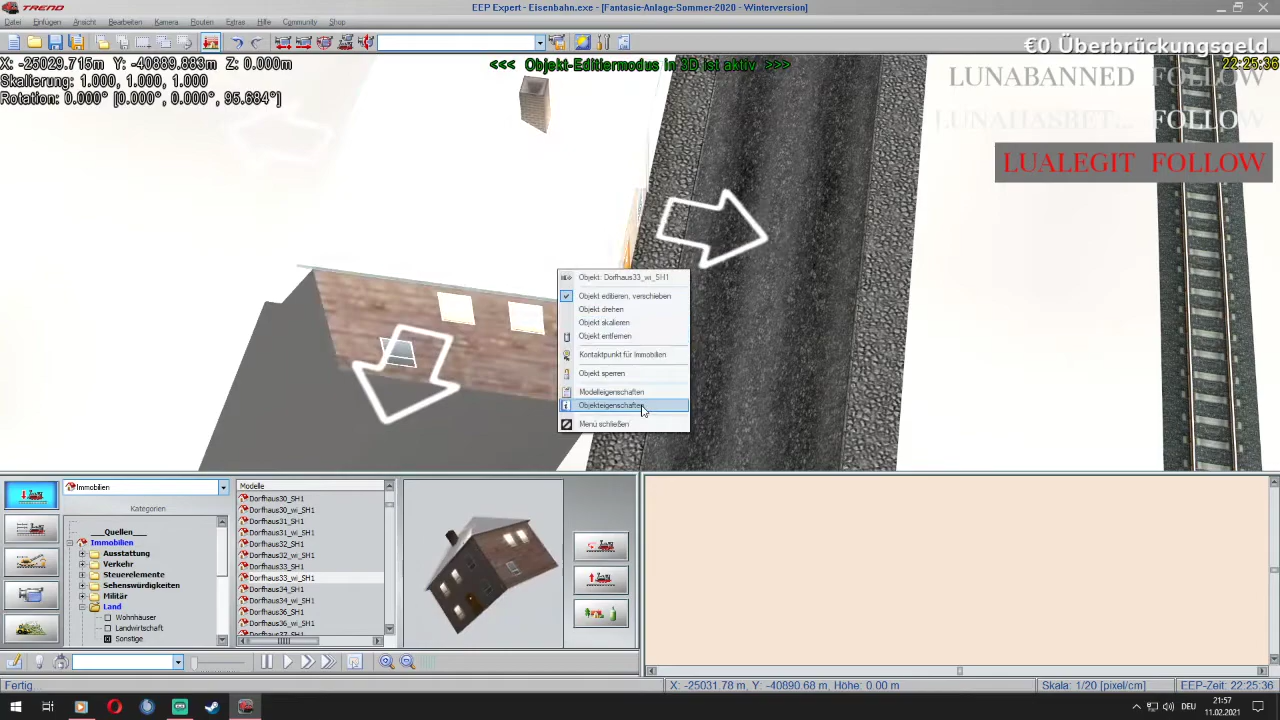 TREND
EEP Expert - Eisenbahn.exe - [Fantasie-Anlage-Sommer-2020 - Winterversion]
Datei Einfügen Ansicht Bearbeiten Kamera Routen Extras Hilfe Community Shop
€0 Überbrückungsgeld
X: -25029.715m Y: -40889.883m Z: 0.000m
<<< Objekt-Editiermodus in 3D ist aktiv >>>
22:25:36
Skalierung: 1.000, 1.000, 1.000
LUNABANNED FOLLOW
Rotation: 0.000° [0.000°, 0.000°, 95.684°]
LUNAHASRET... FOLLOW
LUALEGIT FOLLOW
Objekt: Dorfhaus33_wi_SH1
Objekt editieren, verschieben
Objekt drehen
Objekt skalieren
Objekt entfernen
Kontaktpunkt für Immobilien
Objekt sperren
Modelleigenschaften
Objekteigenschaften
Menü schließen
Immobilien
Kategorien
__Quellen__
Immobilien
Ausstattung
Verkehr
Steuerelemente
Sehenswürdigkeiten
Militär
Land
Wohnhäuser
Landwirtschaft
Sonstige
Modelle
Dorfhaus30_SH1
Dorfhaus30_wi_SH1
Dorfhaus31_SH1
Dorfhaus31_wi_SH1
Dorfhaus32_SH1
Dorfhaus32_wi_SH1
Dorfhaus33_SH1
Dorfhaus33_wi_SH1
Dorfhaus34_SH1
Dorfhaus34_wi_SH1
Dorfhaus36_SH1
Dorfhaus36_wi_SH1
Dorfhaus37_SH1
Fertig...
X: -25031.78 m, Y: -40890.68 m, Höhe: 0.00 m
Skala: 1/20 [pixel/cm]
EEP-Zeit: 22:25:36
DEU
21:57
11.02.2021